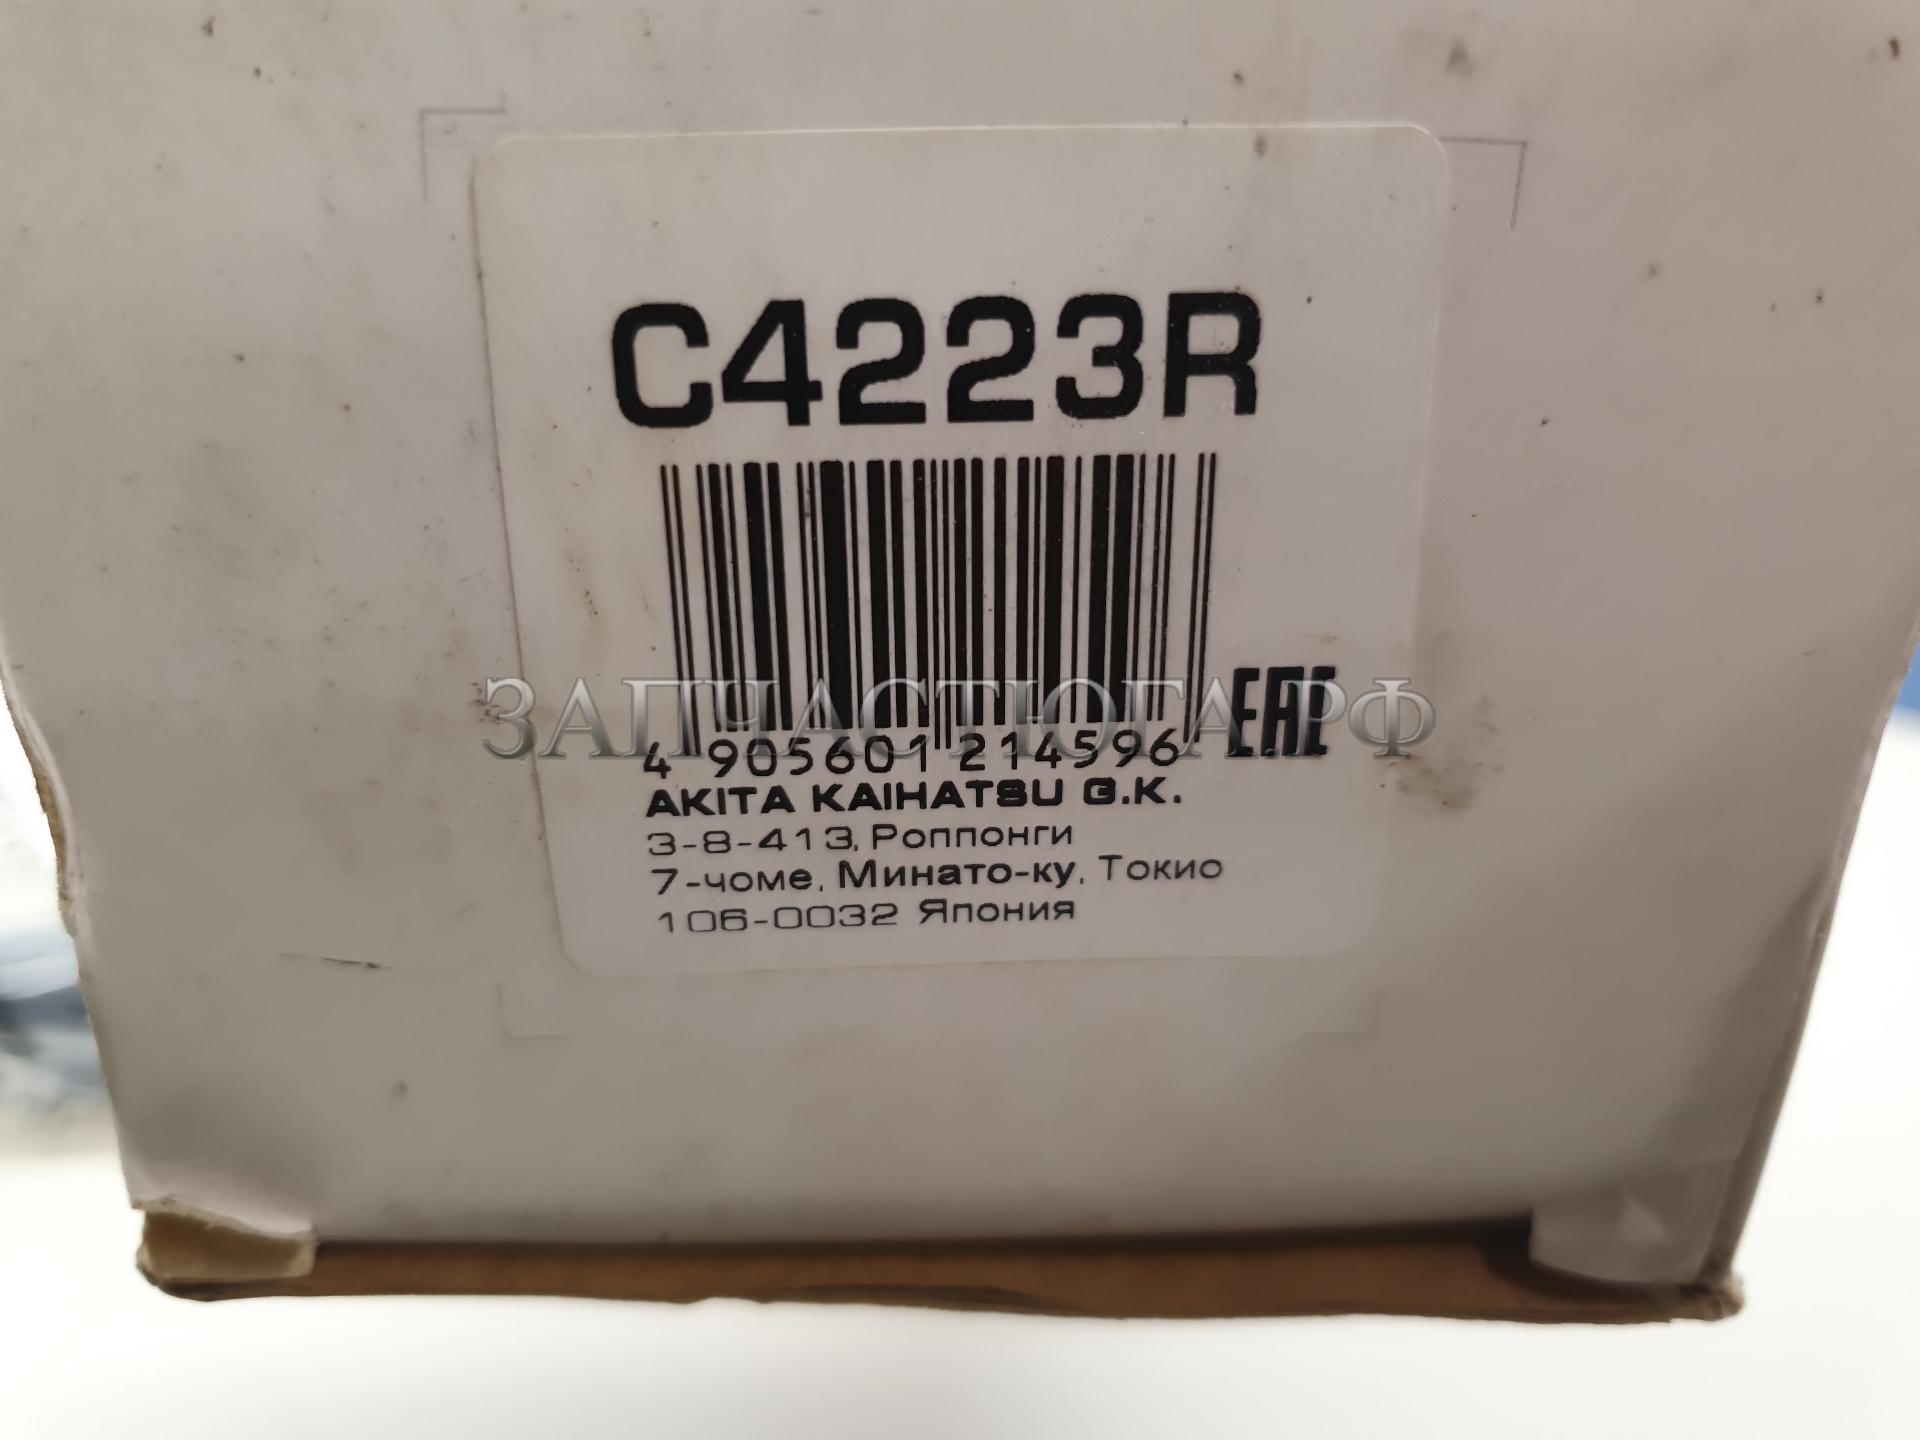 C4223R
ЗАПЧАСТЮГА.РФ
EAC
4 905601 214596
AKITA KAIHATSU G.K.
3-8-413, Роппонги
7-чоме, Минато-ку, Токио
106-0032 Япония